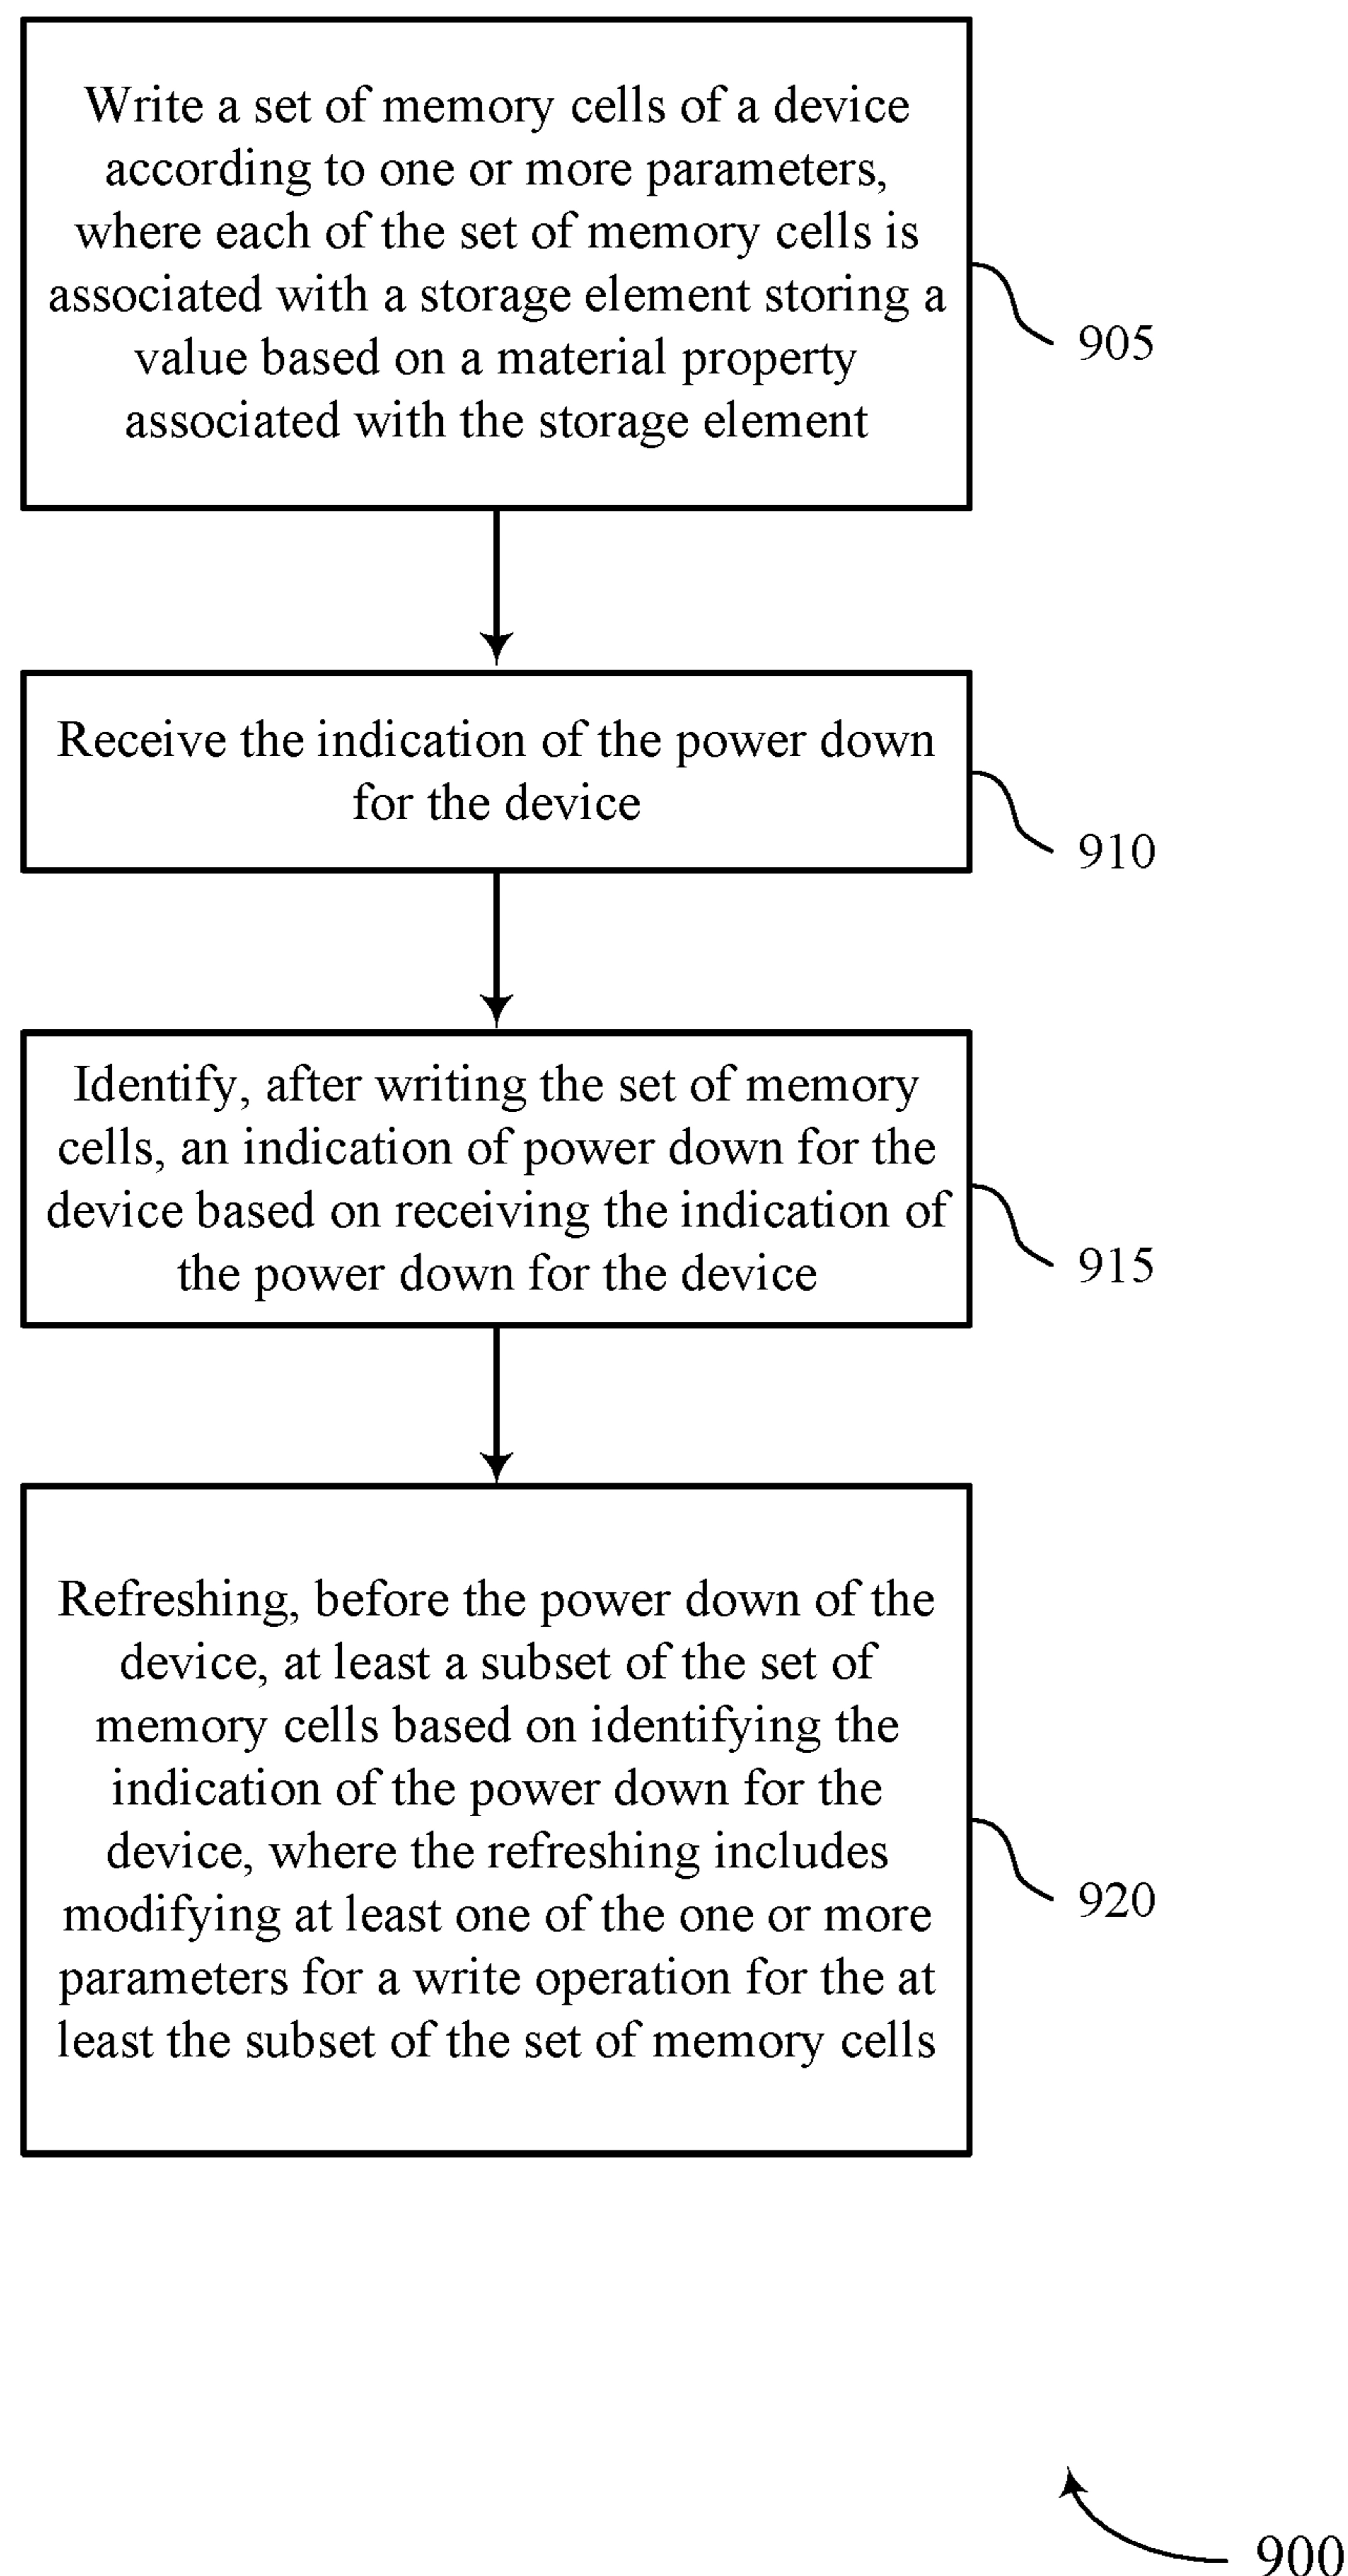 Write a set of memory cells of a device
according to one or more parameters,
where each of the set of memory cells is
associated with a storage element storing a
value based on a material property
associated with the storage element
905
Receive the indication of the power down
for the device
910
Identify, after writing the set of memory
cells, an indication of power down for the
device based on receiving the indication of
the power down for the device
915
Refreshing, before the power down of the
device, at least a subset of the set of
memory cells based on identifying the
indication of the power down for the
device, where the refreshing includes
modifying at least one of the one or more
parameters for a write operation for the at
least the subset of the set of memory cells
920
900